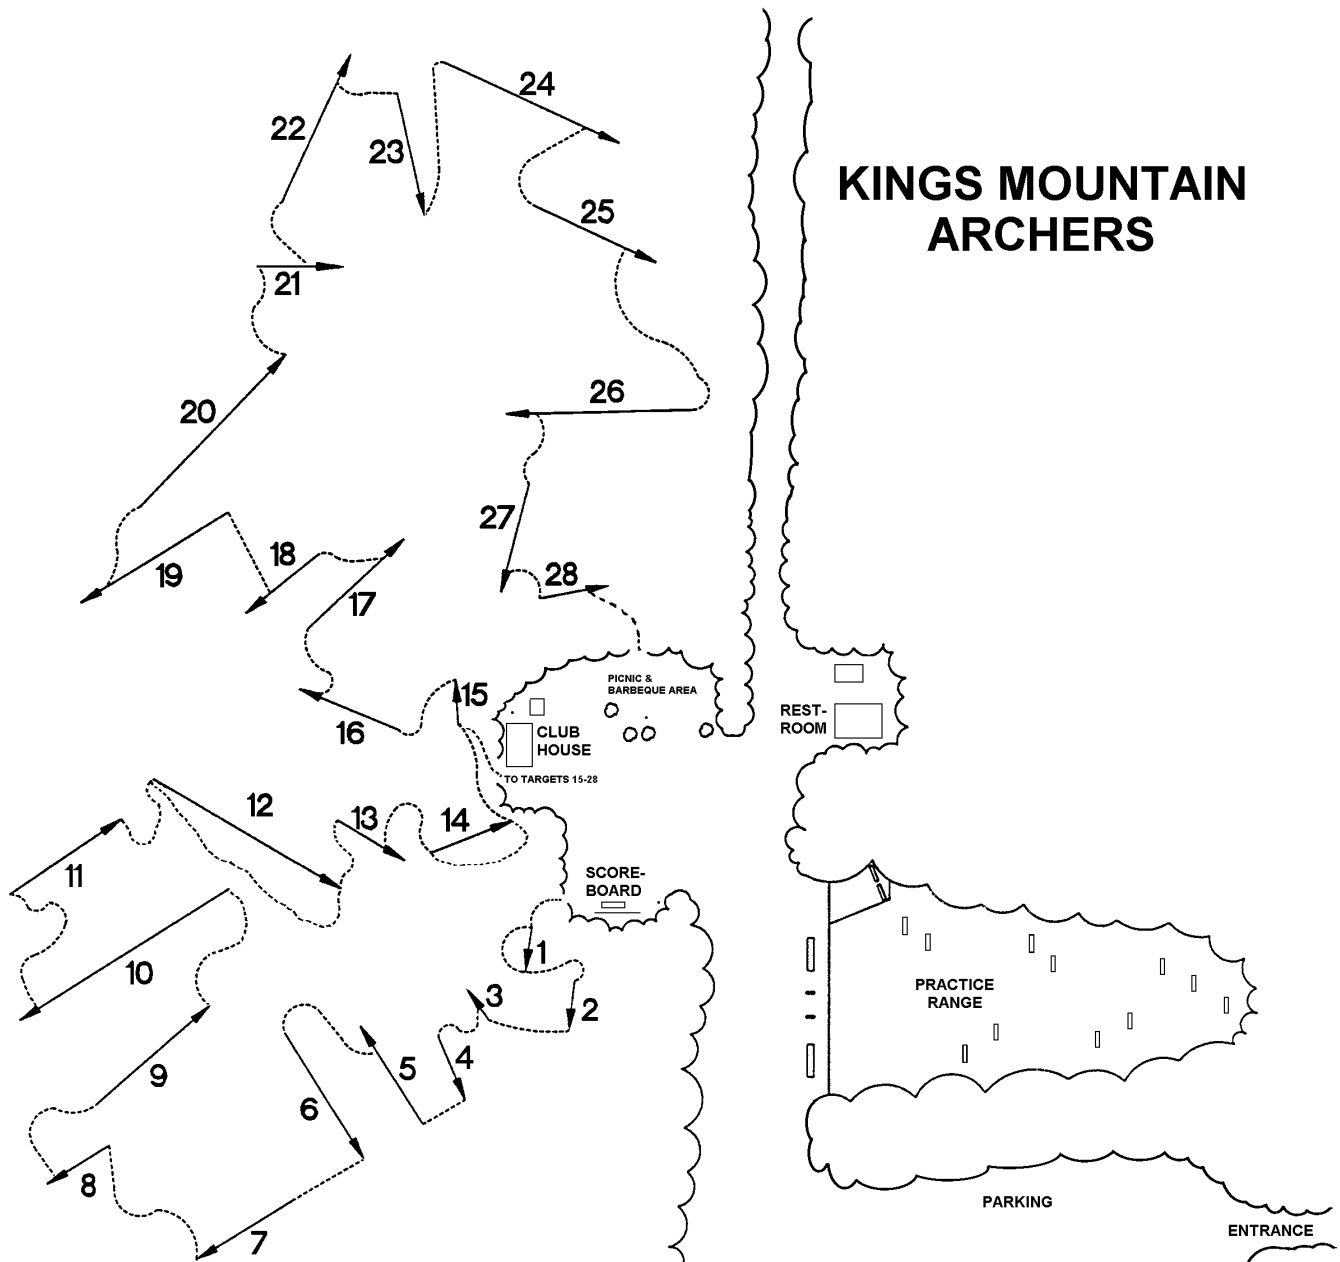 24
22
23
KINGS MOUNTAIN
ARCHERS
25
21
26
20
27
18
19
28
17
PICNIC &
BARBEQUE AREA
15
REST-
ROOM
16
CLUB
HOUSE
TO TARGETS 15-28
12
13
14
11
SCORE-
BOARD
1
10
PRACTICE
RANGE
3
2
4
5
9
6
8
PARKING
ENTRANCE
7